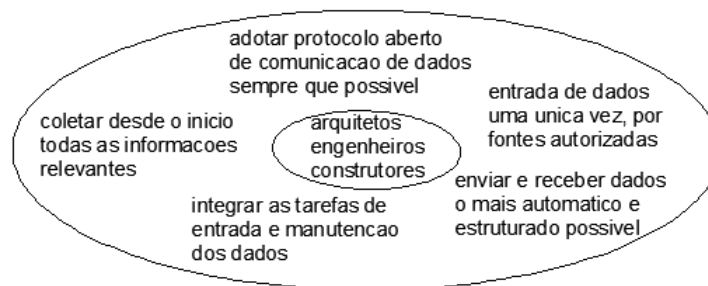 adotar protocolo aberto
de comunicacao de dados
sempre que possivel
coletar desde o inicio
todas as informacoes
relevantes
arquitetos
engenheiros
construtores
entrada de dados
uma unica vez, por
fontes autorizadas
integrar as tarefas de
entrada e manutencao
dos dados
enviar e receber dados
o mais automatico e
estruturado possivel